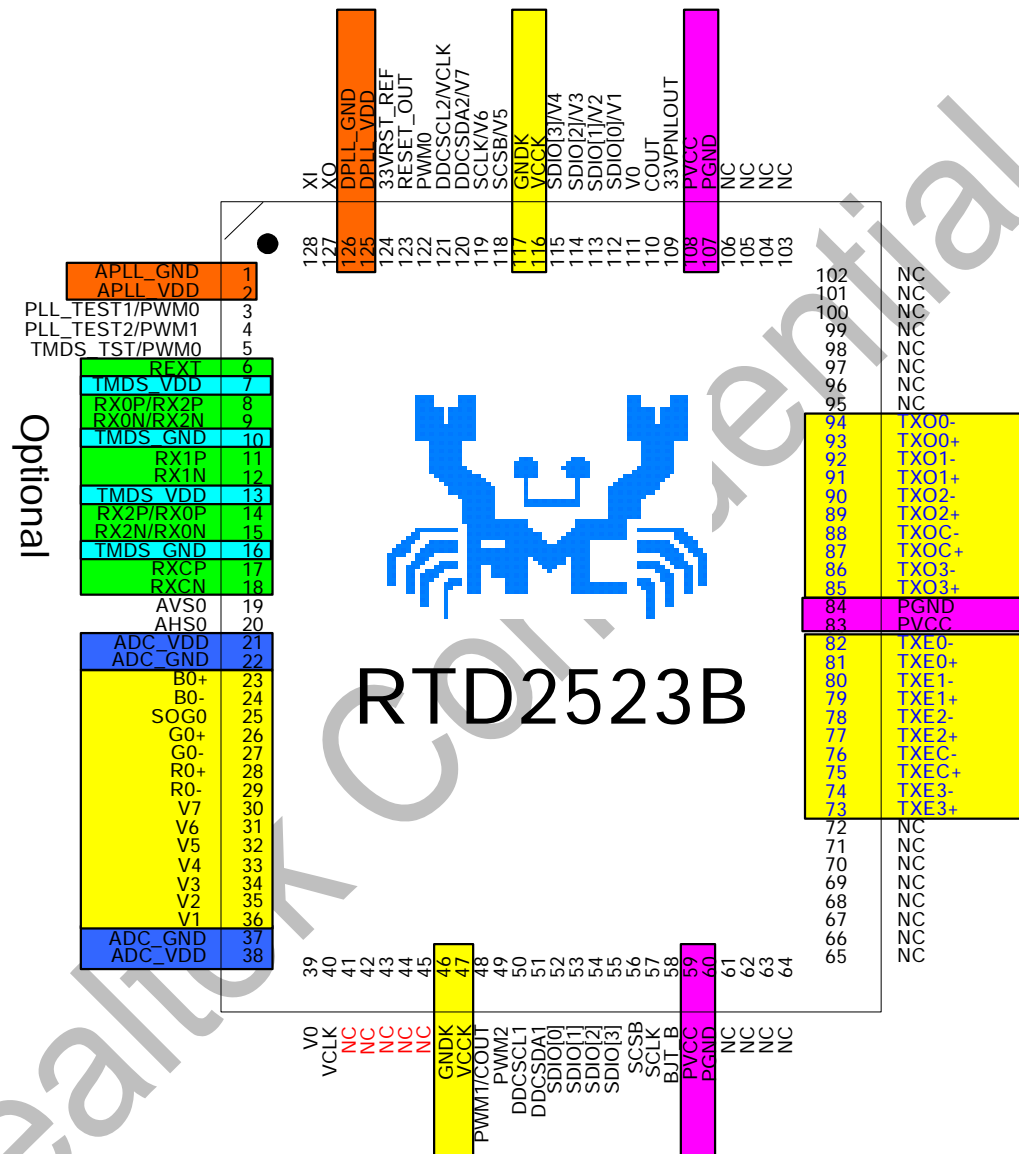 XI
XO
DPLL_GND
DPLL_VDD
33VRST_REF
RESET_OUT
PWM0
DDCSCL2/VCLK
DDCSDA2/V7
SCLK/V6
SCSB/V5
GNDK
VCCK
SDIO[3]/V4
SDIO[2]/V3
SDIO[1]/V2
SDIO[0]/V1
V0
COUT
33VPNLOUT
PVCC
PGND
NC
NC
NC
NC
128
127
126
125
124
123
122
121
120
119
118
117
116
115
114
113
112
111
110
109
108
107
106
105
104
103
APLL_GND 1
APLL_VDD 2
PLL_TEST1/PWM0 3
PLL_TEST2/PWM1 4
TMDS_TST/PWM0 5
REXT 6
TMDS_VDD 7
RX0P/RX2P 8
RX0N/RX2N 9
TMDS_GND 10
RX1P 11
RX1N 12
TMDS_VDD 13
RX2P/RX0P 14
RX2N/RX0N 15
TMDS_GND 16
RXCP 17
RXCN 18
AVS0 19
AHS0 20
ADC_VDD 21
ADC_GND 22
B0+ 23
B0- 24
SOG0 25
G0+ 26
G0- 27
R0+ 28
R0- 29
V7 30
V6 31
V5 32
V4 33
V3 34
V2 35
V1 36
ADC_GND 37
ADC_VDD 38
Optional
RTD2523B
102 NC
101 NC
100 NC
99 NC
98 NC
97 NC
96 NC
95 NC
94 TXO0-
93 TXO0+
92 TXO1-
91 TXO1+
90 TXO2-
89 TXO2+
88 TXOC-
87 TXOC+
86 TXO3-
85 TXO3+
84 PGND
83 PVCC
82 TXE0-
81 TXE0+
80 TXE1-
79 TXE1+
78 TXE2-
77 TXE2+
76 TXEC-
75 TXEC+
74 TXE3-
73 TXE3+
72 NC
71 NC
70 NC
69 NC
68 NC
67 NC
66 NC
65 NC
39
40
41
42
43
44
45
46
47
48
49
50
51
52
53
54
55
56
57
58
59
60
61
62
63
64
V0
VCLK
NC
NC
NC
NC
NC
GNDK
VCCK
PWM1/COUT
PWM2
DDCSCL1
DDCSDA1
SDIO[0]
SDIO[1]
SDIO[2]
SDIO[3]
SCSB
SCLK
BJT_B
PVCC
PGND
NC
NC
NC
NC